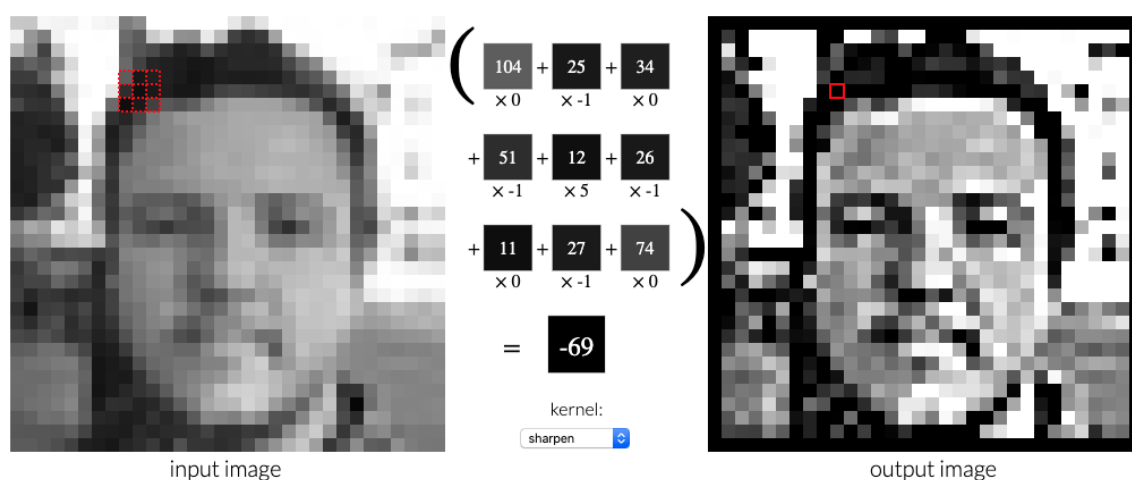 ( 104 + 25 + 34
× 0 × -1 × 0
+ 51 + 12 + 26
× -1 × 5 × -1
+ 11 + 27 + 74 )
× 0 × -1 × 0
= -69
kernel:
sharpen
input image
output image